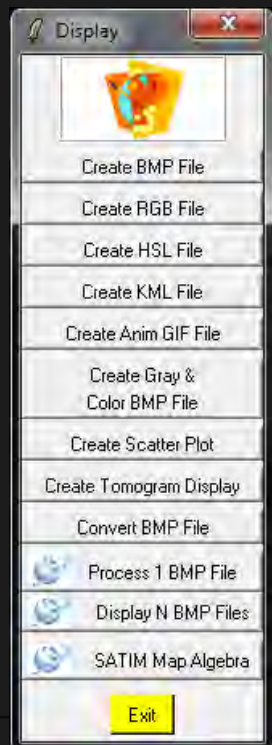 Display
Create BMP File
Create RGB File
Create HSL File
Create KML File
Create Anim GIF File
Create Gray &
Color BMP File
Create Scatter Plot
Create Tomogram Display
Convert BMP File
Process 1 BMP File
Display N BMP Files
SATIM Map Algebra
Exit